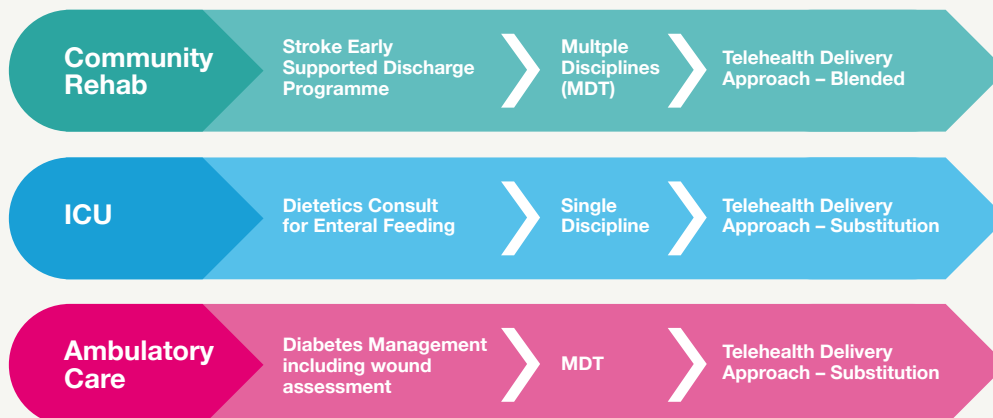 Community
Rehab
Stroke Early
Supported Discharge
Programme
Multple
Disciplines
(MDT)
Telehealth Delivery
Approach – Blended
ICU
Dietetics Consult
for Enteral Feeding
Single
Discipline
Telehealth Delivery
Approach – Substitution
Ambulatory
Care
Diabetes Management
including wound
assessment
MDT
Telehealth Delivery
Approach – Substitution